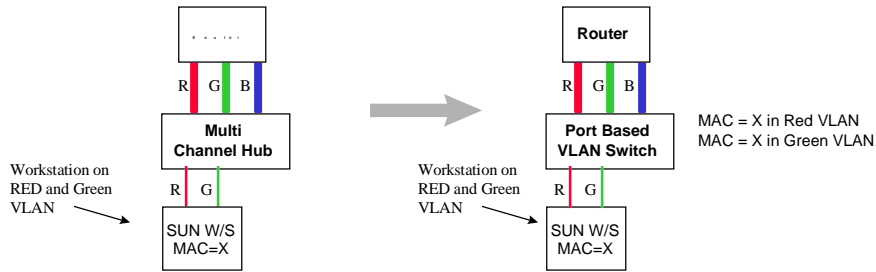 R G B
Multi
Channel Hub
Workstation on
RED and Green
VLAN
R G
SUN W/S
MAC=X
Router
R G B
Port Based
VLAN Switch
MAC = X in Red VLAN
MAC = X in Green VLAN
Workstation on
RED and Green
VLAN
R G
SUN W/S
MAC=X